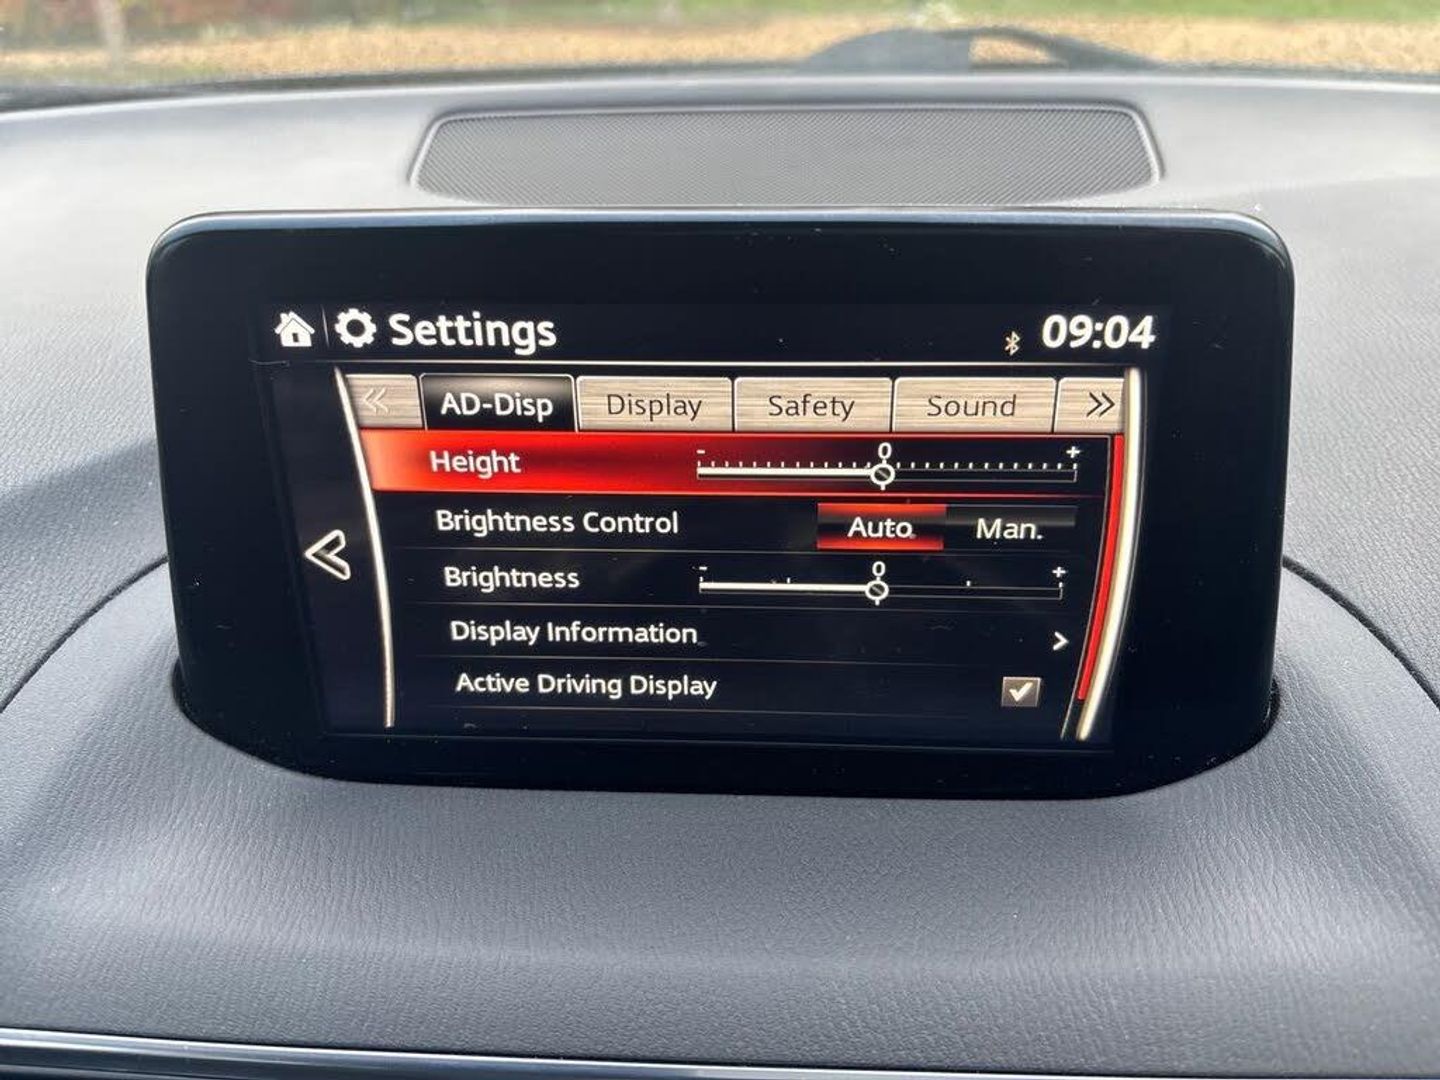 Settings 09:04
« AD-Disp Display Safety Sound »
Height - 0 +
Brightness Control Auto Man.
Brightness - 0 +
Display Information >
Active Driving Display